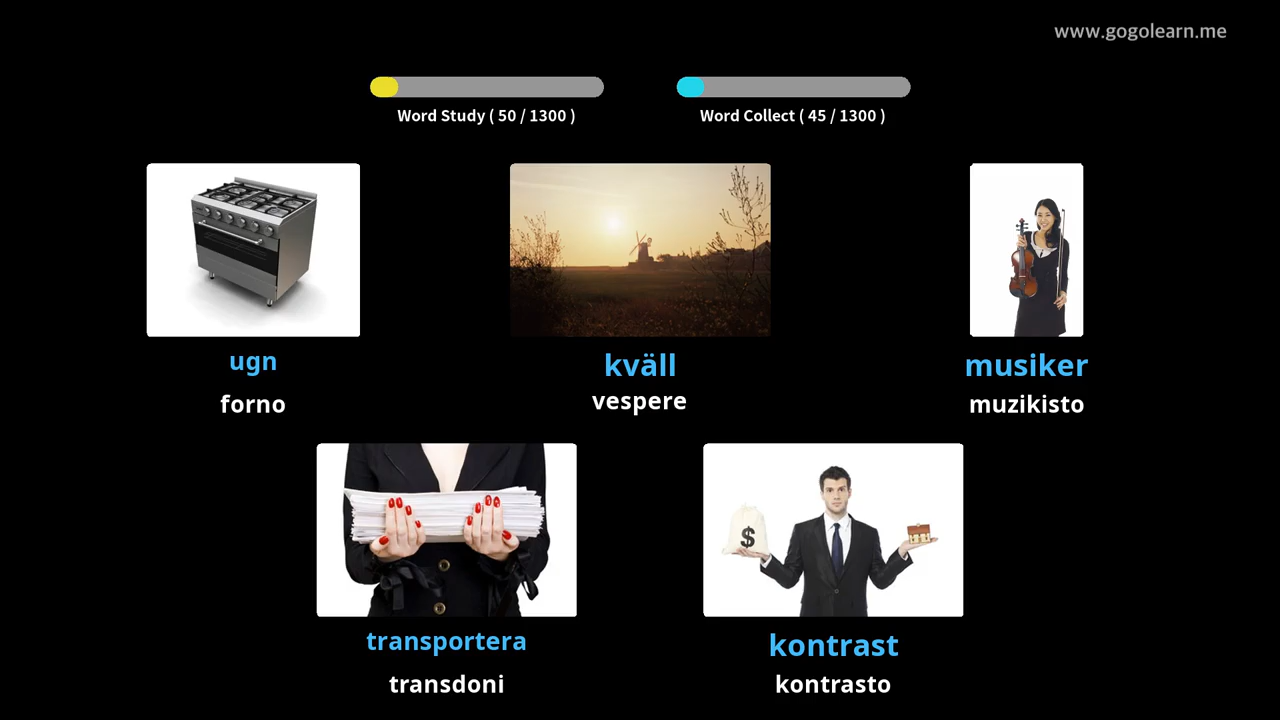 www.gogolearn.me
Word Study ( 50 / 1300 )
Word Collect ( 45 / 1300 )
ugn
forno
kväll
vespere
musiker
muzikisto
$
transportera
transdoni
kontrast
kontrasto